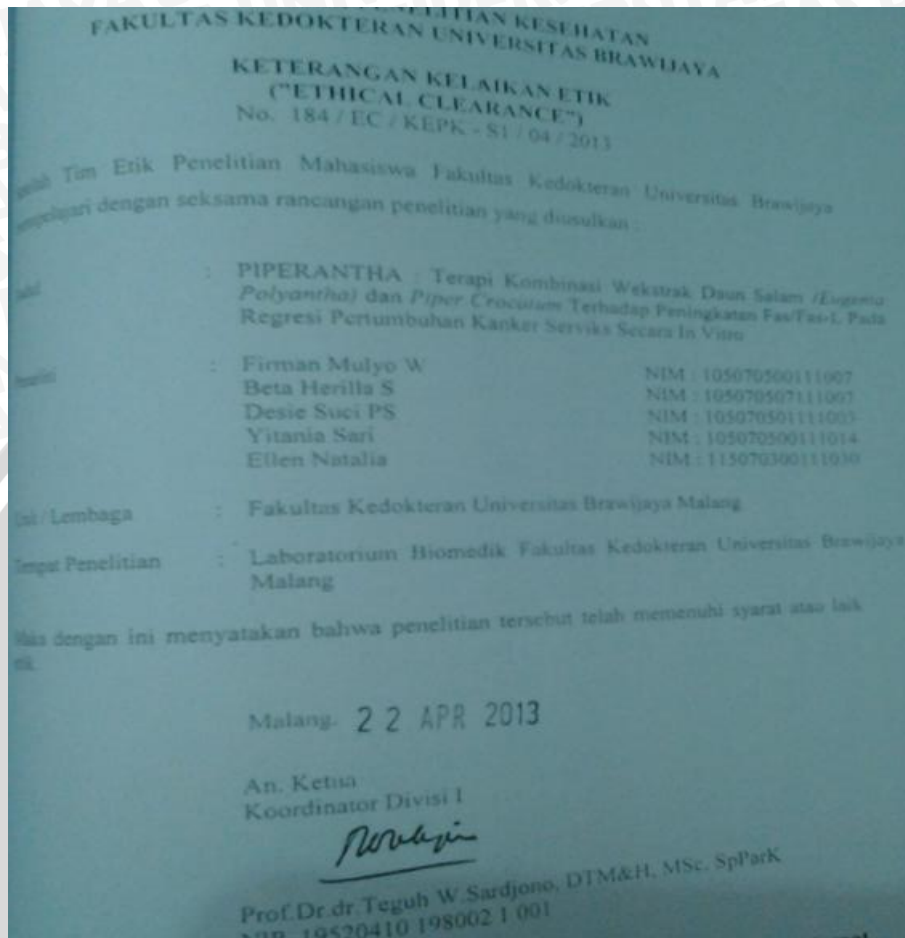 PENELITIAN KESEHATAN
FAKULTAS KEDOKTERAN UNIVERSITAS BRAWIJAYA
KETERANGAN KELAIKAN ETIK
("ETHICAL CLEARANCE")
No. 184 / EC / KEPK - S1 / 04 / 2013
Tim Etik Penelitian Mahasiswa Fakultas Kedokteran Universitas Brawijaya
dengan seksama rancangan penelitian yang diusulkan :
: PIPERANTHA : Terapi Kombinasi Wekstrak Daun Salam (Eugenia
Polyantha) dan Piper Crocatum Terhadap Peningkatan Fas/Fas-L Pada
Regresi Pertumbuhan Kanker Serviks Secara In Vitro
: Firman Mulyo W NIM : 105070500111007
Beta Herilla S NIM : 105070507111007
Desie Suci PS NIM : 105070501111003
Yitania Sari NIM : 105070500111014
Ellen Natalia NIM : 115070300111030
Unit / Lembaga : Fakultas Kedokteran Universitas Brawijaya Malang
Tempat Penelitian : Laboratorium Biomedik Fakultas Kedokteran Universitas Brawijaya
Malang
dengan ini menyatakan bahwa penelitian tersebut telah memenuhi syarat atau laik
etik
Malang, 22 APR 2013
An. Ketua
Koordinator Divisi I
Prof.Dr.dr.Teguh W.Sardjono, DTM&H, MSc, SpParK
NIP. 19520410 198002 1 001